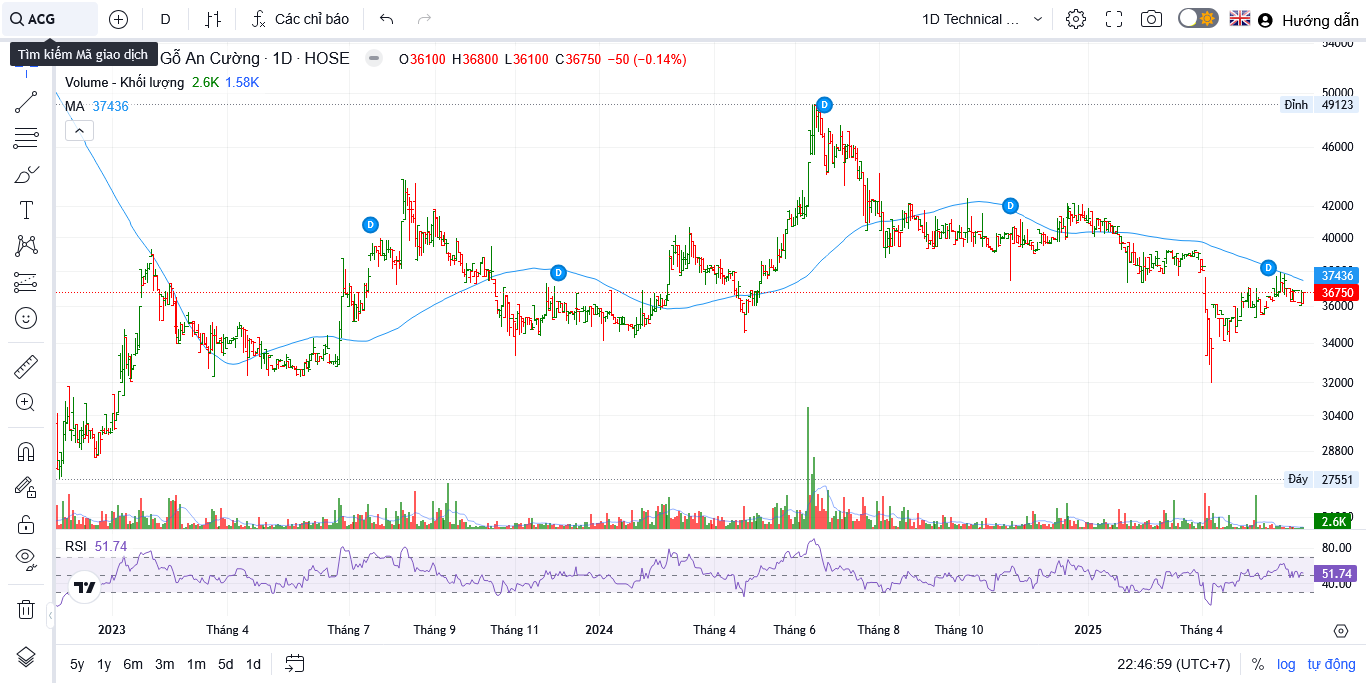 ACG
D
Các chỉ báo
1D Technical ...
Hướng dẫn
Tìm kiếm Mã giao dịch
Gỗ An Cường · 1D · HOSE
O36100 H36800 L36100 C36750 −50 (−0.14%)
Volume - Khối lượng 2.6K 1.58K
MA 37436
50000
Đỉnh 49123
46000
42000
40000
37436
36750
36000
34000
32000
30400
28800
Đáy 27551
2.6K
D
D
D
D
D
RSI 51.74
80.00
51.74
40.00
2023
Tháng 4
Tháng 7
Tháng 9
Tháng 11
2024
Tháng 4
Tháng 6
Tháng 8
Tháng 10
2025
Tháng 4
5y 1y 6m 3m 1m 5d 1d
22:46:59 (UTC+7)
% log tự động